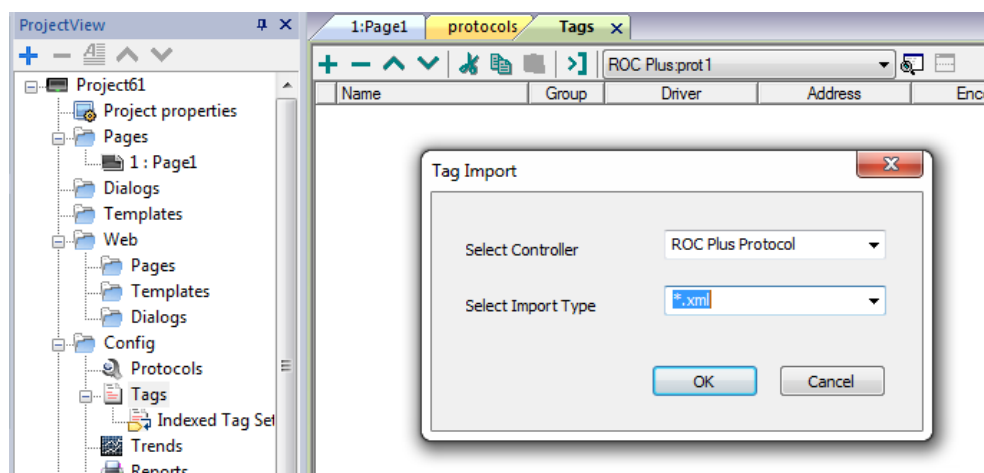 ProjectView
1:Page1 protocols Tags
ROC Plus:prot1
Name Group Driver Address
Project61
Project properties
Pages
1 : Page1
Dialogs
Templates
Web
Pages
Templates
Dialogs
Config
Protocols
Tags
Indexed Tag Set
Trends
Reports
Tag Import
Select Controller ROC Plus Protocol
Select Import Type *.xml
OK Cancel